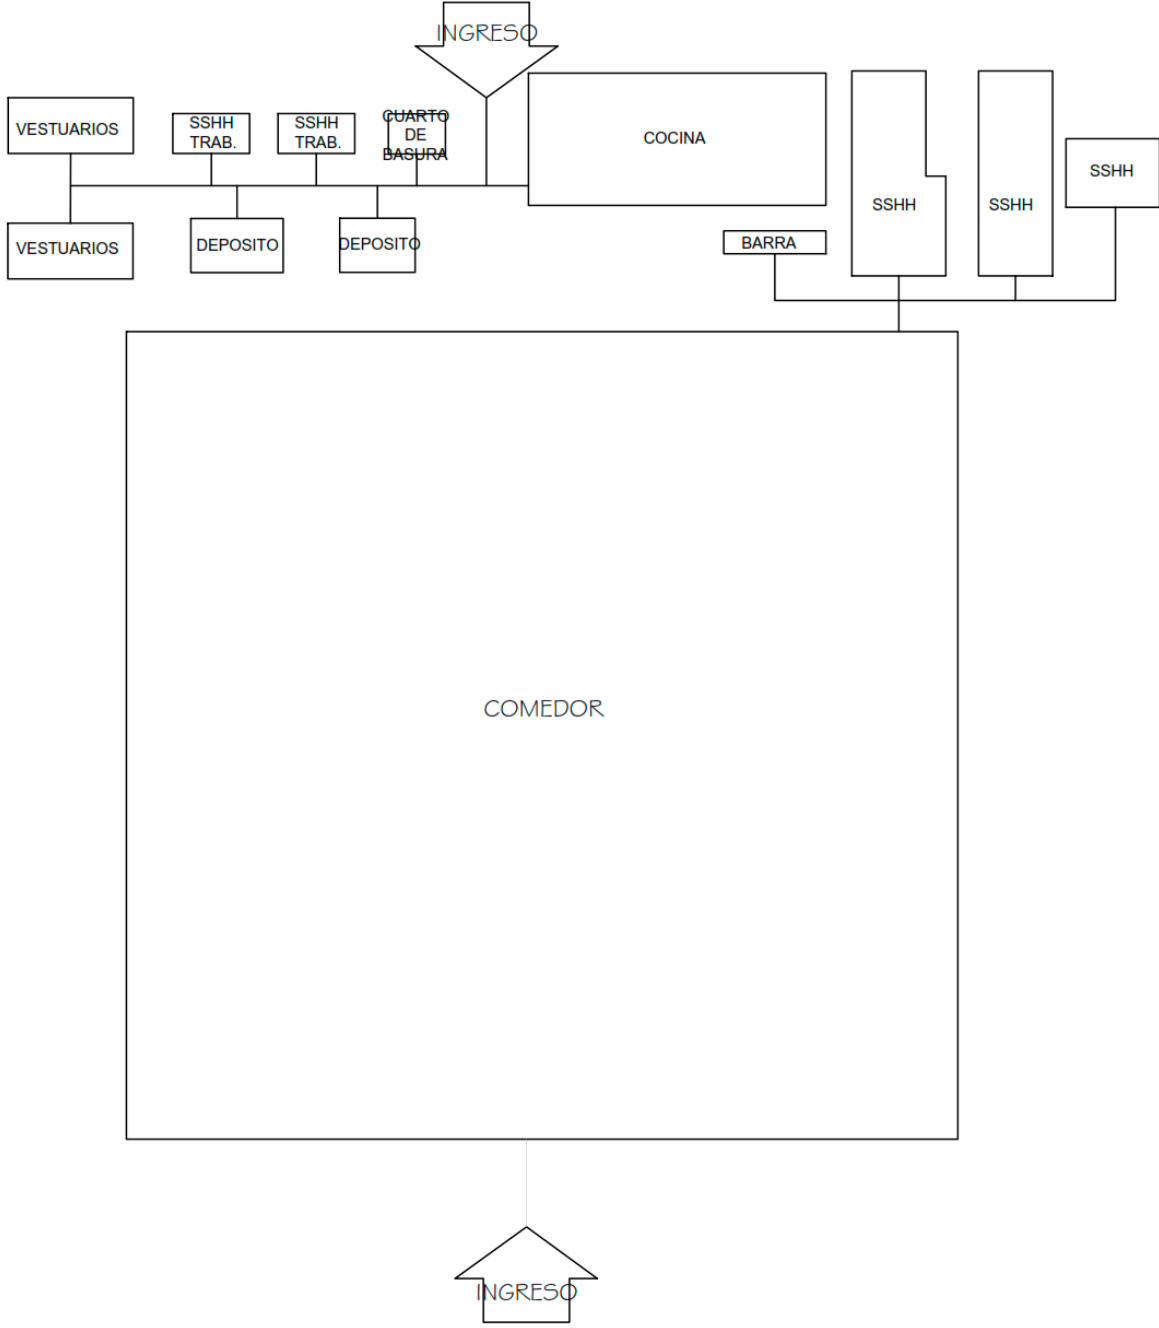 INGRESO
VESTUARIOS
SSHH
TRAB.
SSHH
TRAB.
CUARTO
DE
BASURA
COCINA
SSHH
SSHH
SSHH
VESTUARIOS
DEPOSITO
DEPOSITO
BARRA
COMEDOR
INGRESO